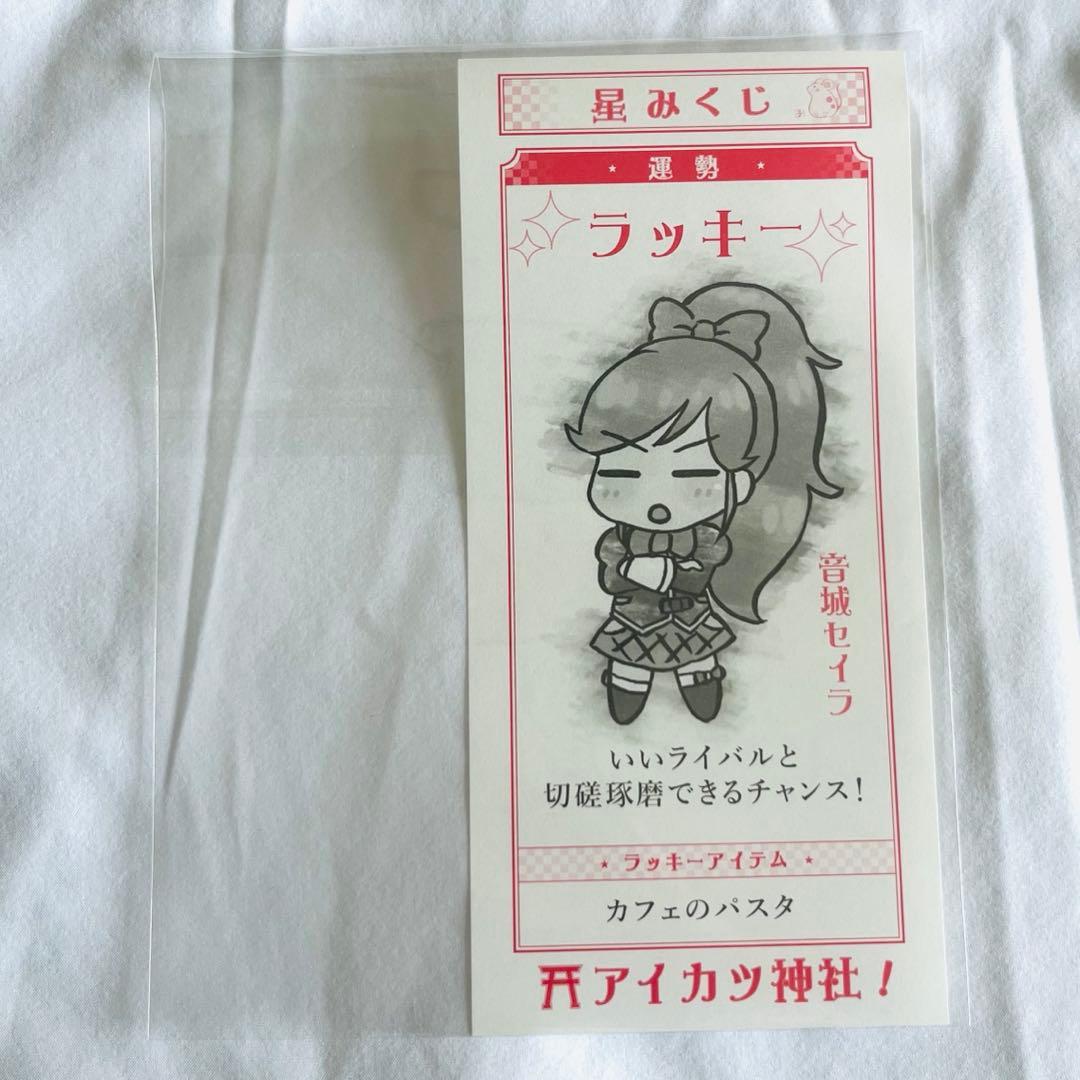 星みくじ
子
運勢
ラッキー
音城セイラ
いいライバルと
切磋琢磨できるチャンス!
ラッキーアイテム
カフェのパスタ
アイカツ神社!